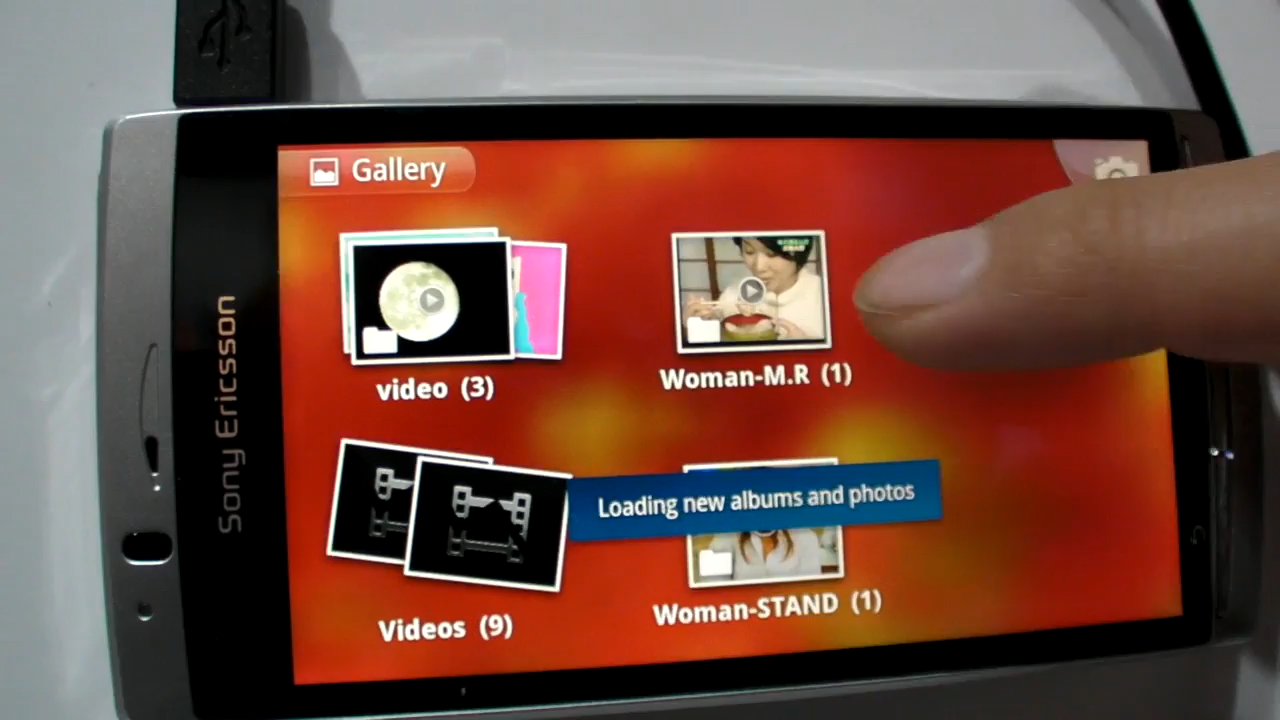 Gallery
Sony Ericsson
video (3)
Woman-M.R (1)
Loading new albums and photos
Videos (9)
Woman-STAND (1)